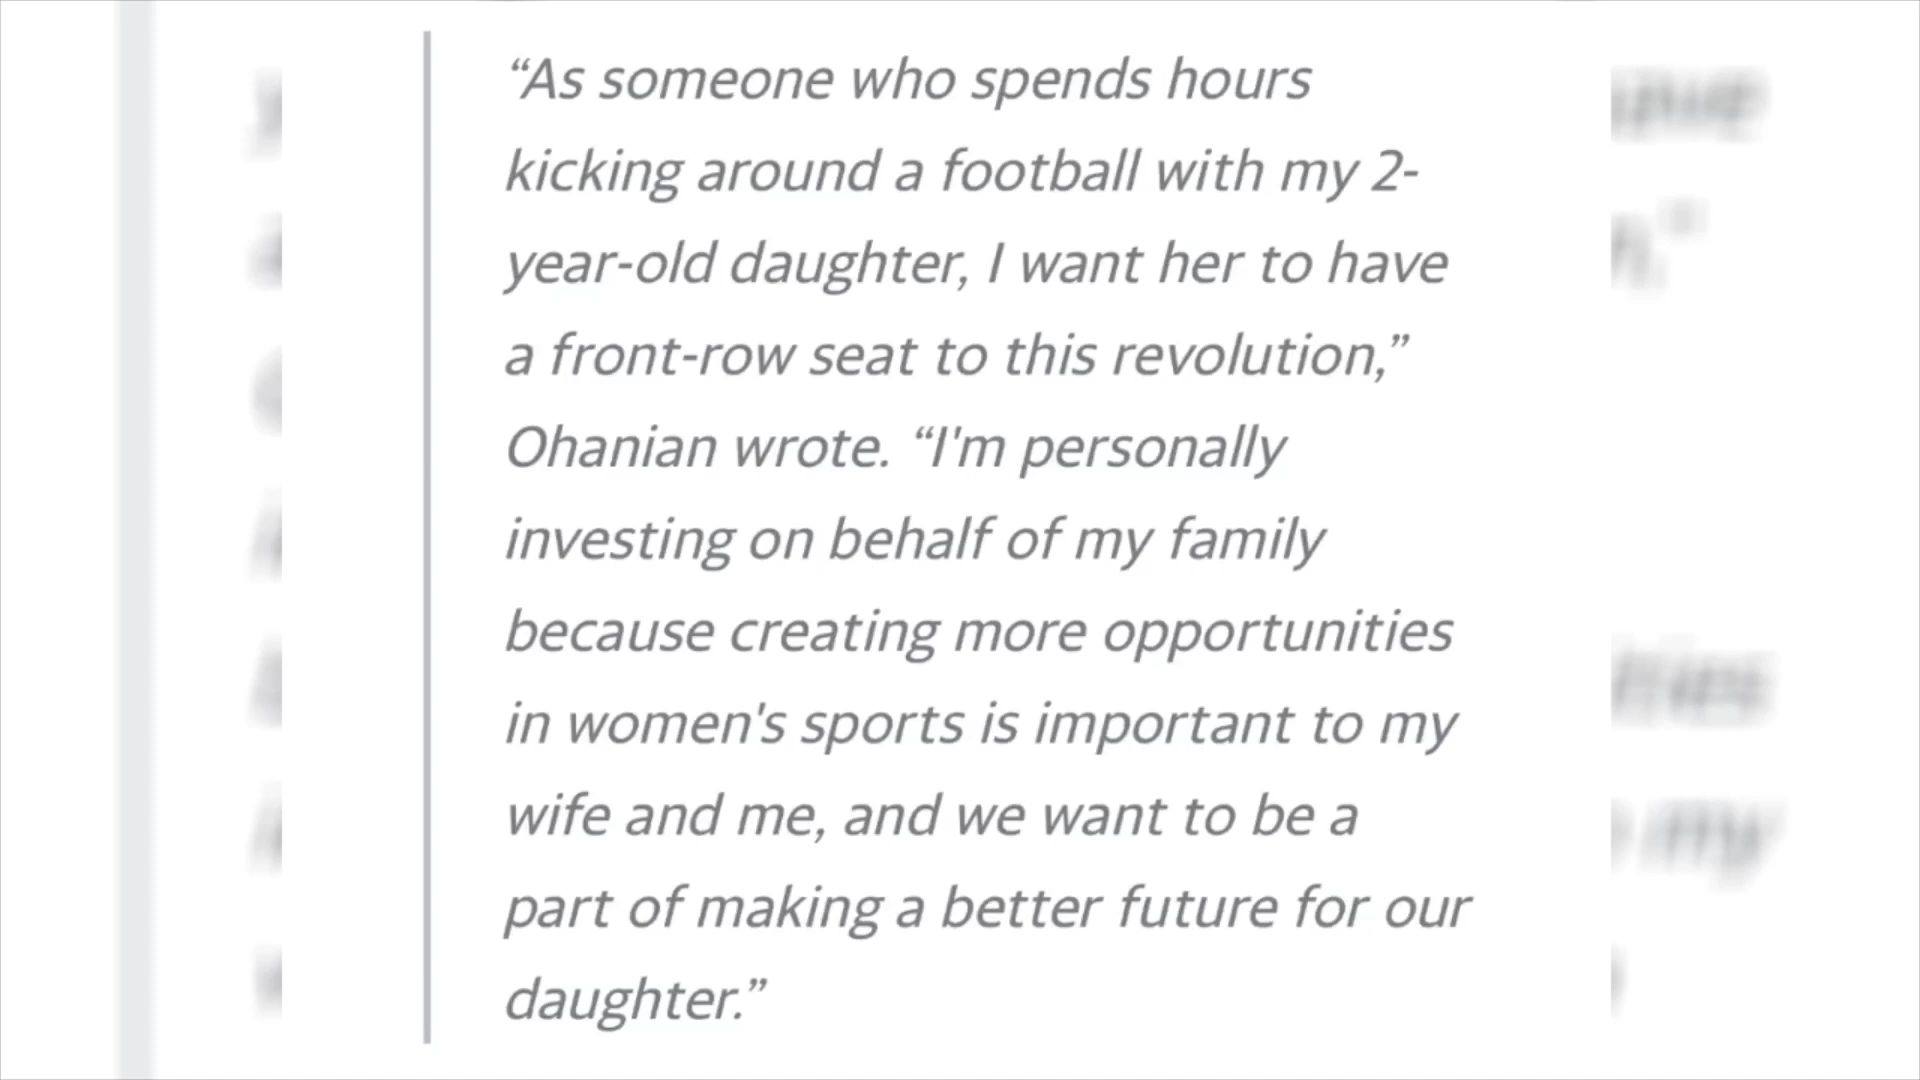 “As someone who spends hours
kicking around a football with my 2-
year-old daughter, I want her to have
a front-row seat to this revolution,”
Ohanian wrote. “I'm personally
investing on behalf of my family
because creating more opportunities
in women's sports is important to my
wife and me, and we want to be a
part of making a better future for our
daughter.”